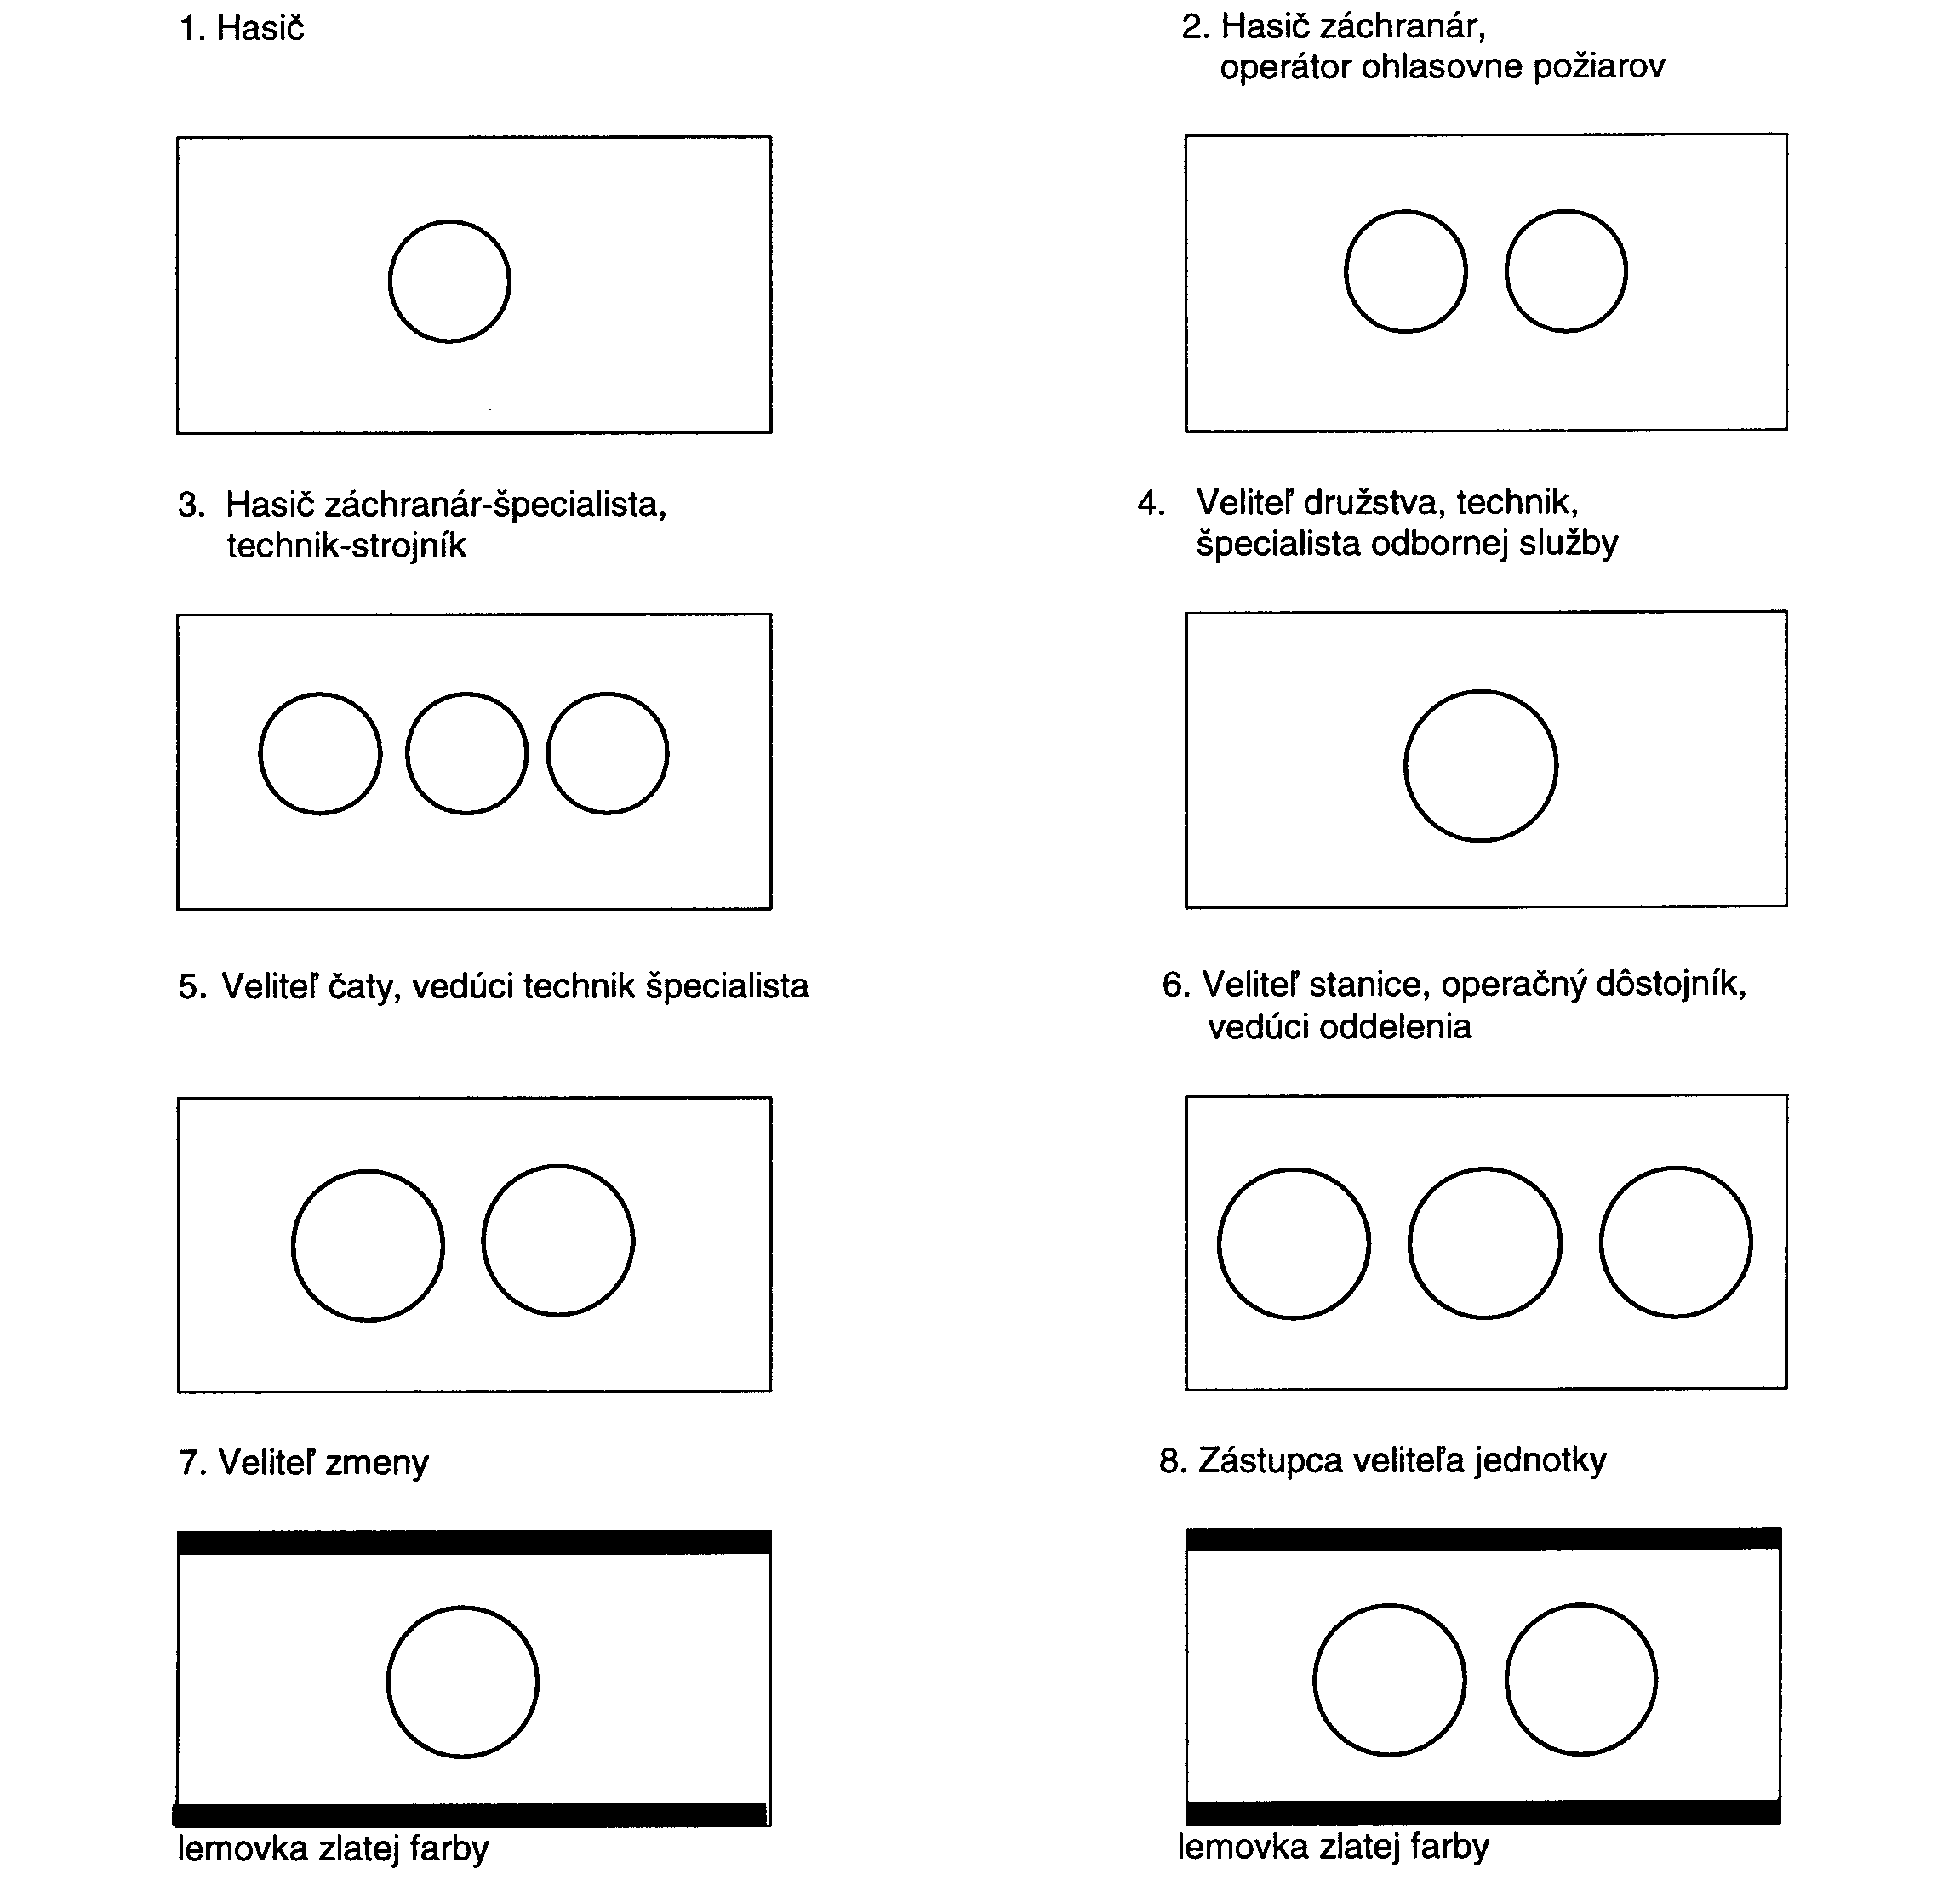 1. Hasič
2. Hasič záchranár,
operátor ohlasovne požiarov
3. Hasič záchranár-špecialista,
technik-strojník
4. Veliteľ družstva, technik,
špecialista odbornej služby
5. Veliteľ čaty, vedúci technik špecialista
6. Veliteľ stanice, operačný dôstojník,
vedúci oddelenia
7. Veliteľ zmeny
8. Zástupca veliteľa jednotky
lemovka zlatej farby
lemovka zlatej farby